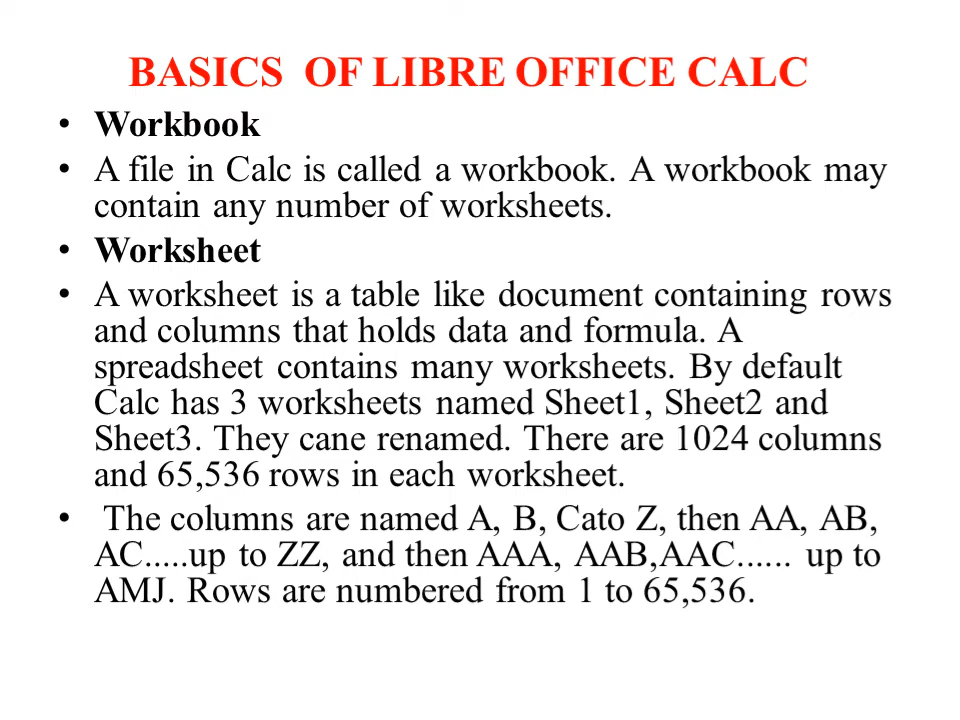 BASICS  OF LIBRE OFFICE CALC
• Workbook
• A file in Calc is called a workbook. A workbook may
contain any number of worksheets.
• Worksheet
• A worksheet is a table like document containing rows
and columns that holds data and formula. A
spreadsheet contains many worksheets. By default
Calc has 3 worksheets named Sheet1, Sheet2 and
Sheet3. They cane renamed. There are 1024 columns
and 65,536 rows in each worksheet.
•  The columns are named A, B, Cato Z, then AA, AB,
AC.....up to ZZ, and then AAA, AAB,AAC...... up to
AMJ. Rows are numbered from 1 to 65,536.